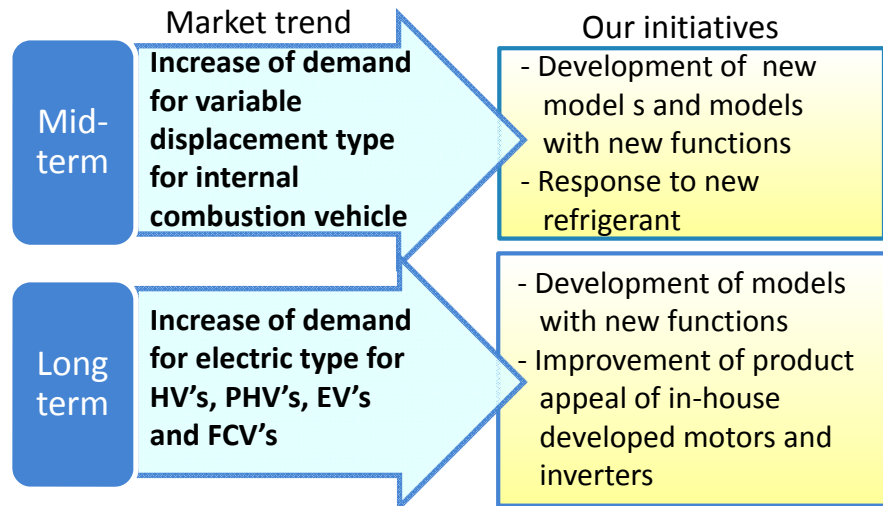 Market trend
Our initiatives
Mid-
term
Increase of demand
for variable
displacement type
for internal
combustion vehicle
- Development of  new
model s and models
with new functions
- Response to new
refrigerant
Long
term
Increase of demand
for electric type for
HV's, PHV's, EV's
and FCV's
- Development of models
with new functions
- Improvement of product
appeal of in-house
developed motors and
inverters